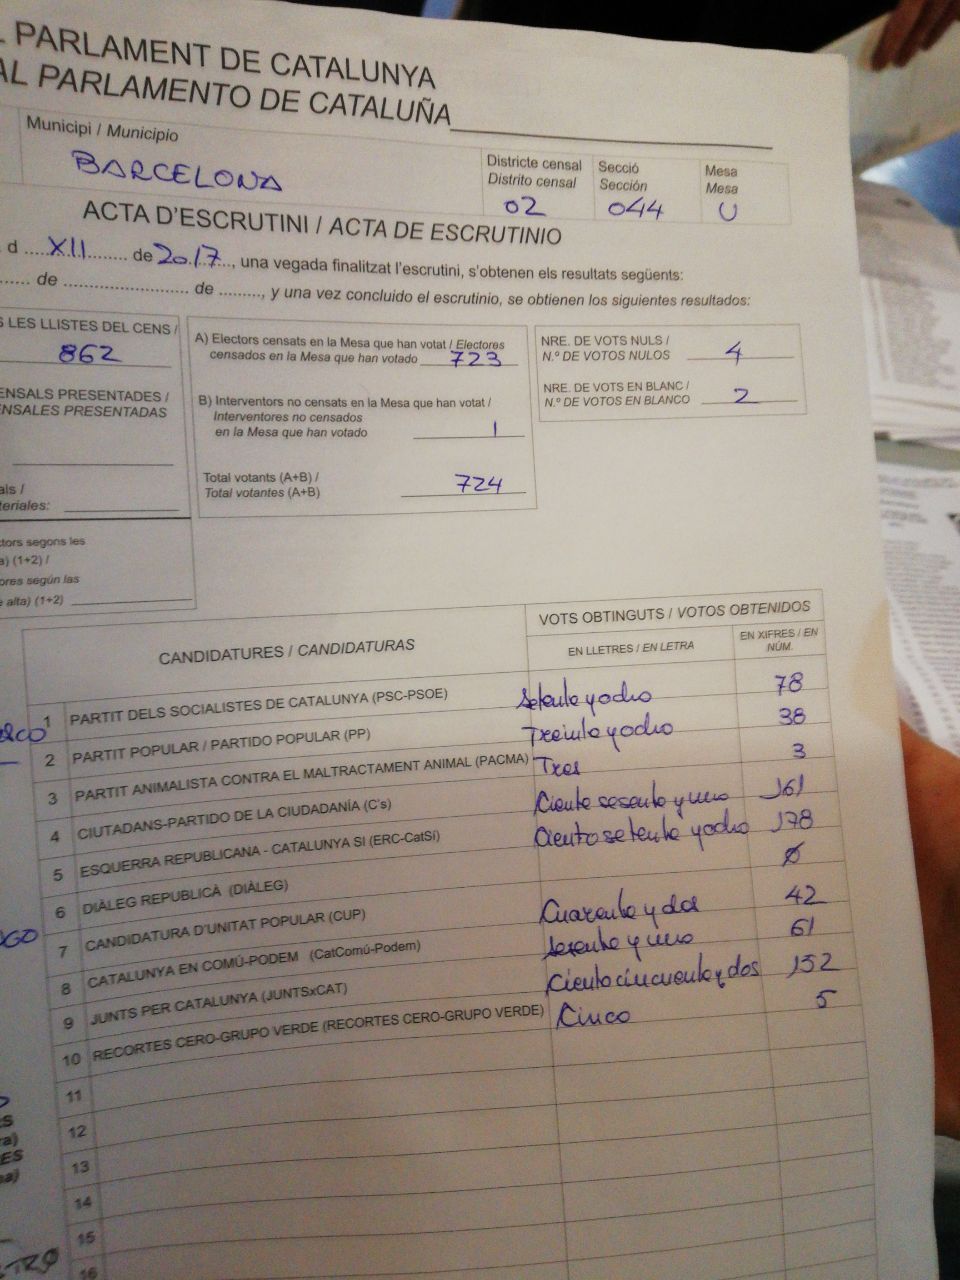 L PARLAMENT DE CATALUNYA
AL PARLAMENTO DE CATALUÑA
Municipi / Municipio
BARCELONA
Districte censal
Distrito censal
02
Secció
Sección
044
Mesa
Mesa
U
ACTA D'ESCRUTINI / ACTA DE ESCRUTINIO
d XII de 2017, una vegada finalitzat l'escrutini, s'obtenen els resultats següents:
de de , y una vez concluido el escrutinio, se obtienen los siguientes resultados:
S LES LLISTES DEL CENS /
862
ENSALS PRESENTADES /
ENSALES PRESENTADAS
als /
teriales:
ctors segons les
a) (1+2) /
ores según las
e alta) (1+2)
A) Electors censats en la Mesa que han votat / Electores
censados en la Mesa que han votado 723
B) Interventors no censats en la Mesa que han votat /
Interventores no censados
en la Mesa que han votado 1
Total votants (A+B) /
Total votantes (A+B) 724
NRE. DE VOTS NULS /
N.º DE VOTOS NULOS 4
NRE. DE VOTS EN BLANC /
N.º DE VOTOS EN BLANCO 2
CANDIDATURES / CANDIDATURAS
VOTS OBTINGUTS / VOTOS OBTENIDOS
EN LLETRES / EN LETRA
EN XIFRES / EN
NÚM.
1 PARTIT DELS SOCIALISTES DE CATALUNYA (PSC-PSOE) Setenta y ocho 78
2 PARTIT POPULAR / PARTIDO POPULAR (PP) Treinta y ocho 38
3 PARTIT ANIMALISTA CONTRA EL MALTRACTAMENT ANIMAL (PACMA) Tres 3
4 CIUTADANS-PARTIDO DE LA CIUDADANÍA (C's) Ciento sesenta y uno 161
5 ESQUERRA REPUBLICANA - CATALUNYA SI (ERC-CatSí) Ciento setenta y ocho 178
6 DIÀLEG REPUBLICÀ (DIÀLEG) Ø
7 CANDIDATURA D'UNITAT POPULAR (CUP) Cuarenta y dos 42
8 CATALUNYA EN COMÚ-PODEM (CatComú-Podem) Sesenta y uno 61
9 JUNTS PER CATALUNYA (JUNTSxCAT) Ciento cincuenta y dos 152
10 RECORTES CERO-GRUPO VERDE (RECORTES CERO-GRUPO VERDE) Cinco 5
11
12
13
14
15
16